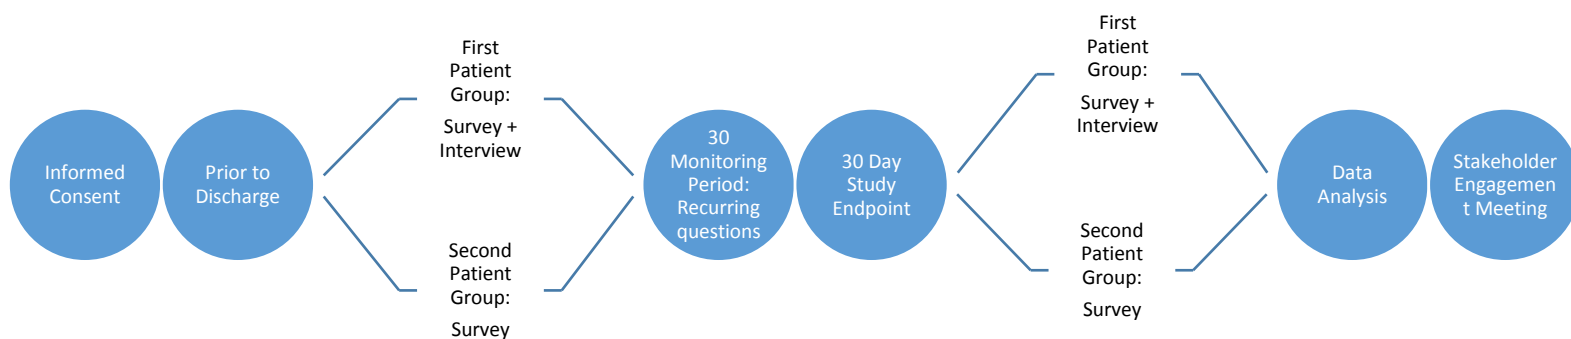 Informed
Consent
Prior to
Discharge
First
Patient
Group:
Survey +
Interview
Second
Patient
Group:
Survey
30
Monitoring
Period:
Recurring
questions
30 Day
Study
Endpoint
First
Patient
Group:
Survey +
Interview
Second
Patient
Group:
Survey
Data
Analysis
Stakeholder
Engagemen
t Meeting